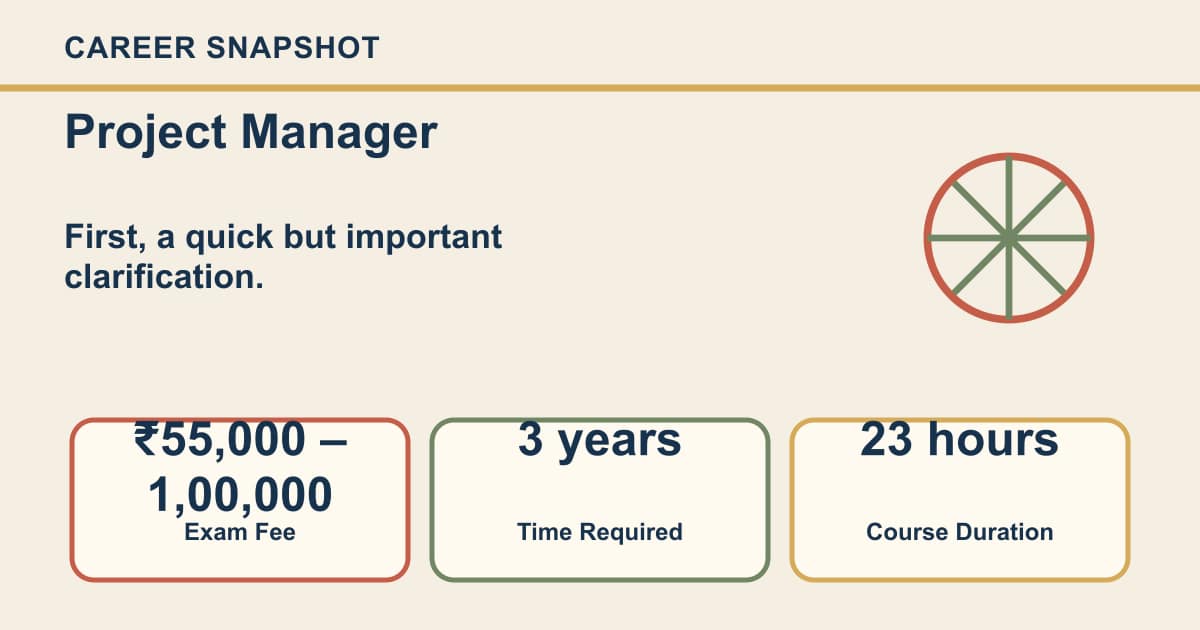 CAREER SNAPSHOT
Project Manager
First, a quick but important
clarification.
₹55,000 –
1,00,000
Exam Fee
3 years
Time Required
23 hours
Course Duration